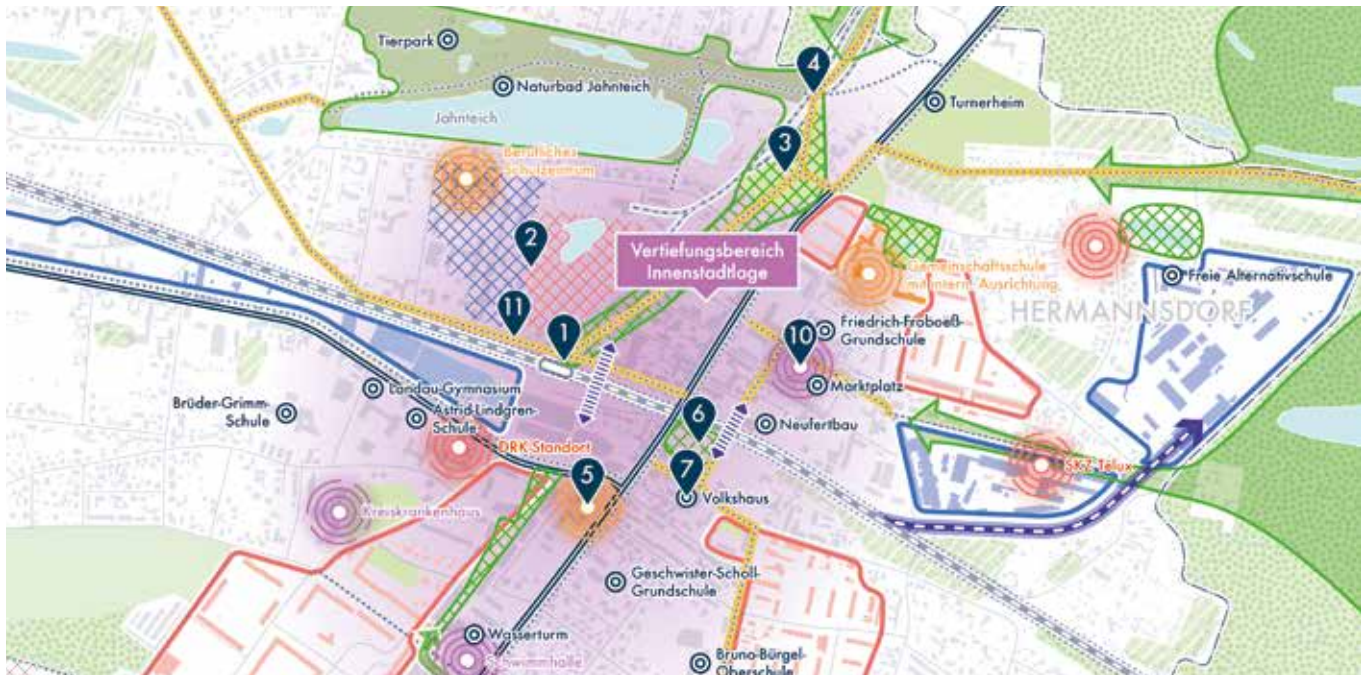 Tierpark
Naturbad Jahnteich
Jahnteich
4
Turnerheim
3
Berufliches
Schulzentrum
2
Vertiefungsbereich
Innenstadtlage
Gemeinschaftsschule
mit intern. Ausrichtung
Freie Alternativschule
HERMANNSDORF
11
1
10
Friedrich-Froboeß-
Grundschule
Landau-Gymnasium
Marktplatz
Brüder-Grimm-
Schule
Astrid-Lindgren-
Schule
6
Neufertbau
DRK-Standort
SKZ Telux
5
7
Volkshaus
Kreiskrankenhaus
Geschwister-Scholl-
Grundschule
Wasserturm
Schwimmhalle
Bruno-Bürgel-
Oberschule